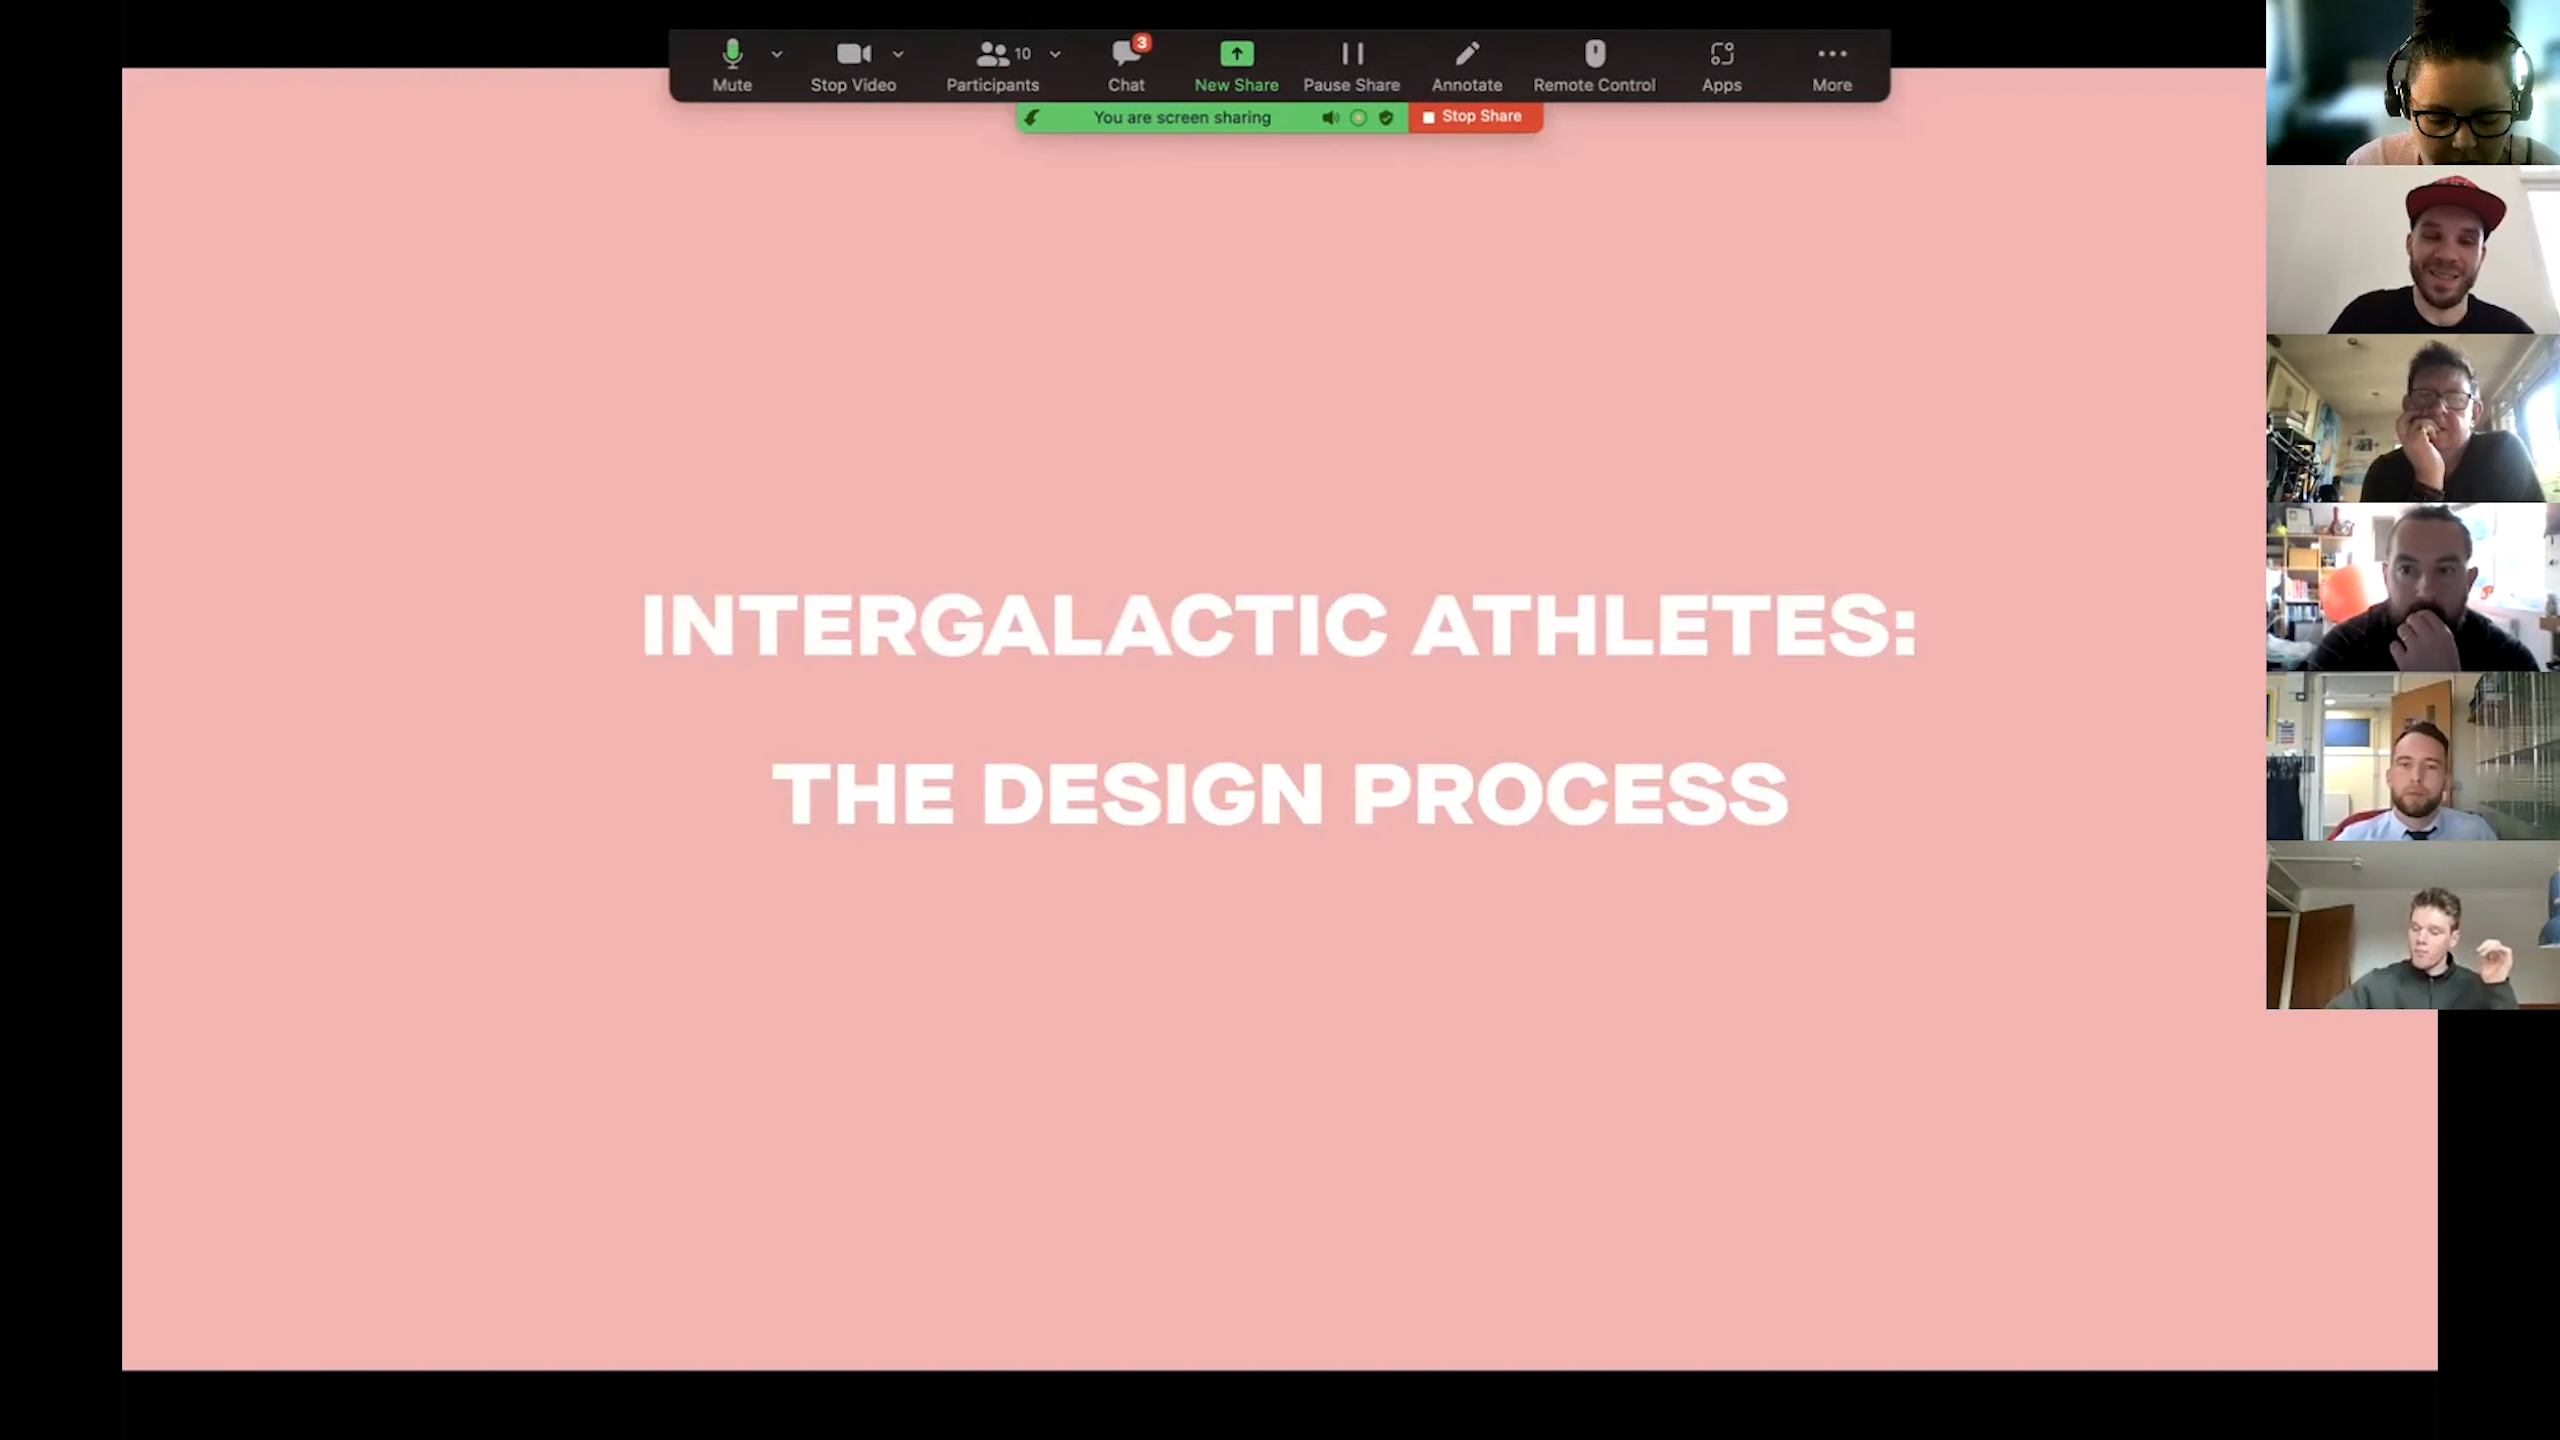 10
3
Mute
Stop Video
Participants
Chat
New Share
Pause Share
Annotate
Remote Control
Apps
More
You are screen sharing
Stop Share
INTERGALACTIC ATHLETES:
THE DESIGN PROCESS